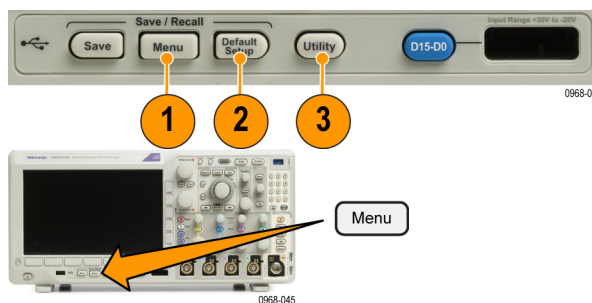 Save / Recall
Input Range +30V to -20V
Save
Menu
Default
Setup
Utility
D15-D0
0968-0
1
2
3
Tektronix
Menu
0968-045